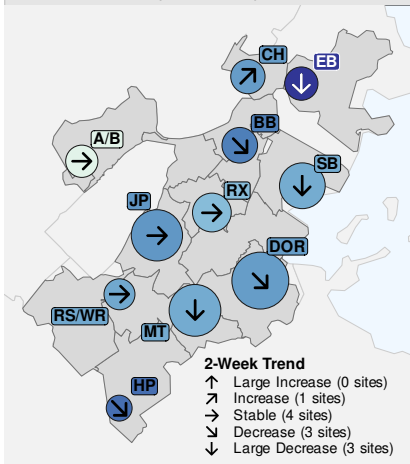 CH
EB
BB
A/B
SB
RX
JP
DOR
RS/WR
MT
HP
2-Week Trend
↑ Large Increase (0 sites)
↗ Increase (1 sites)
→ Stable (4 sites)
↘ Decrease (3 sites)
↓ Large Decrease (3 sites)